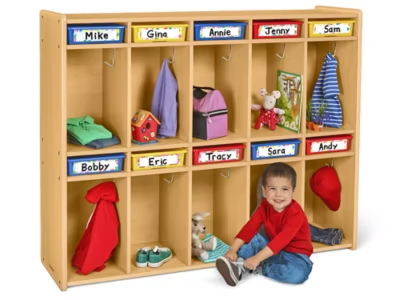 Mike Gina Annie Jenny Sam
Bobby Eric Tracy Sara Andy